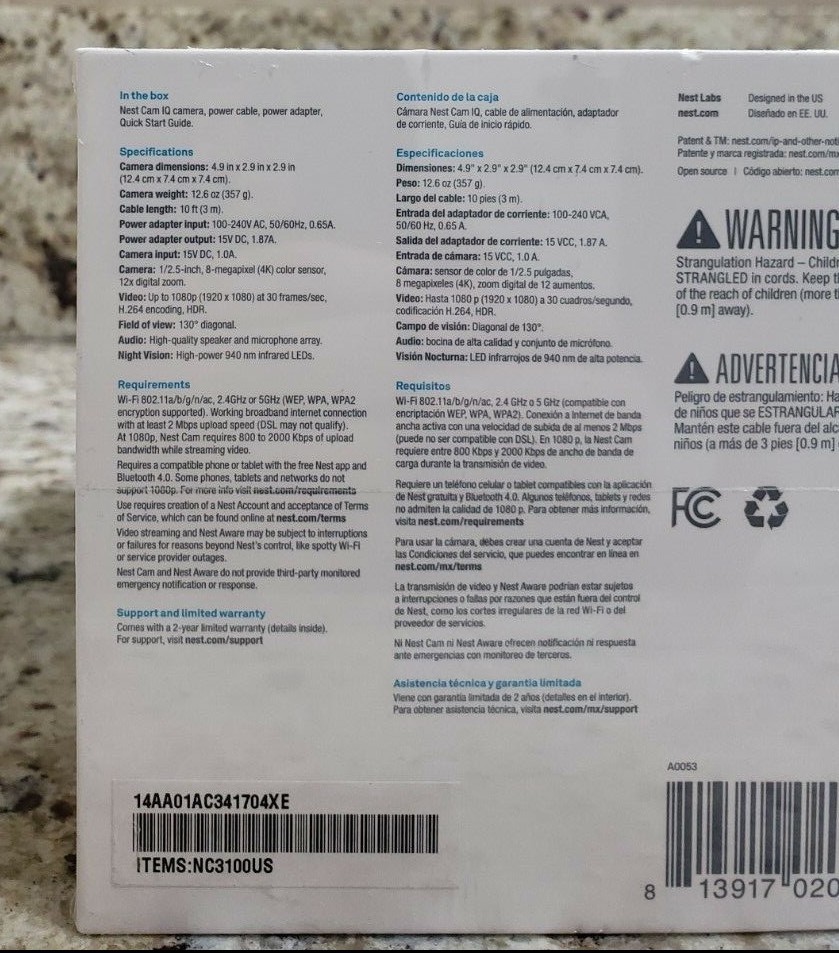 In the box
Nest Cam IQ camera, power cable, power adapter,
Quick Start Guide.
Specifications
Camera dimensions: 4.9 in x 2.9 in x 2.9 in
(12.4 cm x 7.4 cm x 7.4 cm).
Camera weight: 12.6 oz (357 g).
Cable length: 10 ft (3 m).
Power adapter input: 100-240V AC, 50/60Hz, 0.65A.
Power adapter output: 15V DC, 1.87A.
Camera input: 15V DC, 1.0A.
Camera: 1/2.5-inch, 8-megapixel (4K) color sensor,
12x digital zoom.
Video: Up to 1080p (1920 x 1080) at 30 frames/sec,
H.264 encoding, HDR.
Field of view: 130° diagonal.
Audio: High-quality speaker and microphone array.
Night Vision: High-power 940 nm infrared LEDs.
Requirements
Wi-Fi 802.11a/b/g/n/ac, 2.4GHz or 5GHz (WEP, WPA, WPA2
encryption supported). Working broadband internet connection
with at least 2 Mbps upload speed (DSL may not qualify).
At 1080p, Nest Cam requires 800 to 2000 Kbps of upload
bandwidth while streaming video.
Requires a compatible phone or tablet with the free Nest app and
Bluetooth 4.0. Some phones, tablets and networks do not
support 1080p. For more info visit nest.com/requirements
Use requires creation of a Nest Account and acceptance of Terms
of Service, which can be found online at nest.com/terms
Video streaming and Nest Aware may be subject to interruptions
or failures for reasons beyond Nest's control, like spotty Wi-Fi
or service provider outages.
Nest Cam and Nest Aware do not provide third-party monitored
emergency notification or response.
Support and limited warranty
Comes with a 2-year limited warranty (details inside).
For support, visit nest.com/support
Contenido de la caja
Cámara Nest Cam IQ, cable de alimentación, adaptador
de corriente, Guía de inicio rápido.
Especificaciones
Dimensiones: 4.9" x 2.9" x 2.9" (12.4 cm x 7.4 cm x 7.4 cm).
Peso: 12.6 oz (357 g).
Largo del cable: 10 pies (3 m).
Entrada del adaptador de corriente: 100-240 VCA,
50/60 Hz, 0.65 A.
Salida del adaptador de corriente: 15 VCC, 1.87 A.
Entrada de cámara: 15 VCC, 1.0 A.
Cámara: sensor de color de 1/2.5 pulgadas,
8 megapíxeles (4K), zoom digital de 12 aumentos.
Video: Hasta 1080 p (1920 x 1080) a 30 cuadros/segundo,
codificación H.264, HDR.
Campo de visión: Diagonal de 130°.
Audio: bocina de alta calidad y conjunto de micrófono.
Visión Nocturna: LED infrarrojos de 940 nm de alta potencia.
Requisitos
Wi-Fi 802.11a/b/g/n/ac, 2.4 GHz o 5 GHz (compatible con
encriptación WEP, WPA, WPA2). Conexión a Internet de banda
ancha activa con una velocidad de subida de al menos 2 Mbps
(puede no ser compatible con DSL). En 1080 p, la Nest Cam
requiere entre 800 Kbps y 2000 Kbps de ancho de banda de
carga durante la transmisión de video.
Requiere un teléfono celular o tablet compatibles con la aplicación
de Nest gratuita y Bluetooth 4.0. Algunos teléfonos, tablets y redes
no admiten la calidad de 1080 p. Para obtener más información,
visita nest.com/requirements
Para usar la cámara, debes crear una cuenta de Nest y aceptar
las Condiciones del servicio, que puedes encontrar en línea en
nest.com/mx/terms
La transmisión de video y Nest Aware podrían estar sujetos
a interrupciones o fallas por razones que están fuera del control
de Nest, como los cortes irregulares de la red Wi-Fi o del
proveedor de servicios.
Ni Nest Cam ni Nest Aware ofrecen notificación ni respuesta
ante emergencias con monitoreo de terceros.
Asistencia técnica y garantía limitada
Viene con garantía limitada de 2 años (detalles en el interior).
Para obtener asistencia técnica, visita nest.com/mx/support
Nest Labs Designed in the US
nest.com Diseñado en EE. UU.
Patent & TM: nest.com/ip-and-other-noti
Patente y marca registrada: nest.com/mx
Open source | Código abierto: nest.com
WARNING
Strangulation Hazard – Childr
STRANGLED in cords. Keep t
of the reach of children (more t
[0.9 m] away).
ADVERTENCIA
Peligro de estrangulamiento: Ha
de niños que se ESTRANGULAR
Mantén este cable fuera del alc
niños (a más de 3 pies [0.9 m]
FC
A0053
8 13917 020
14AA01AC341704XE
ITEMS:NC3100US